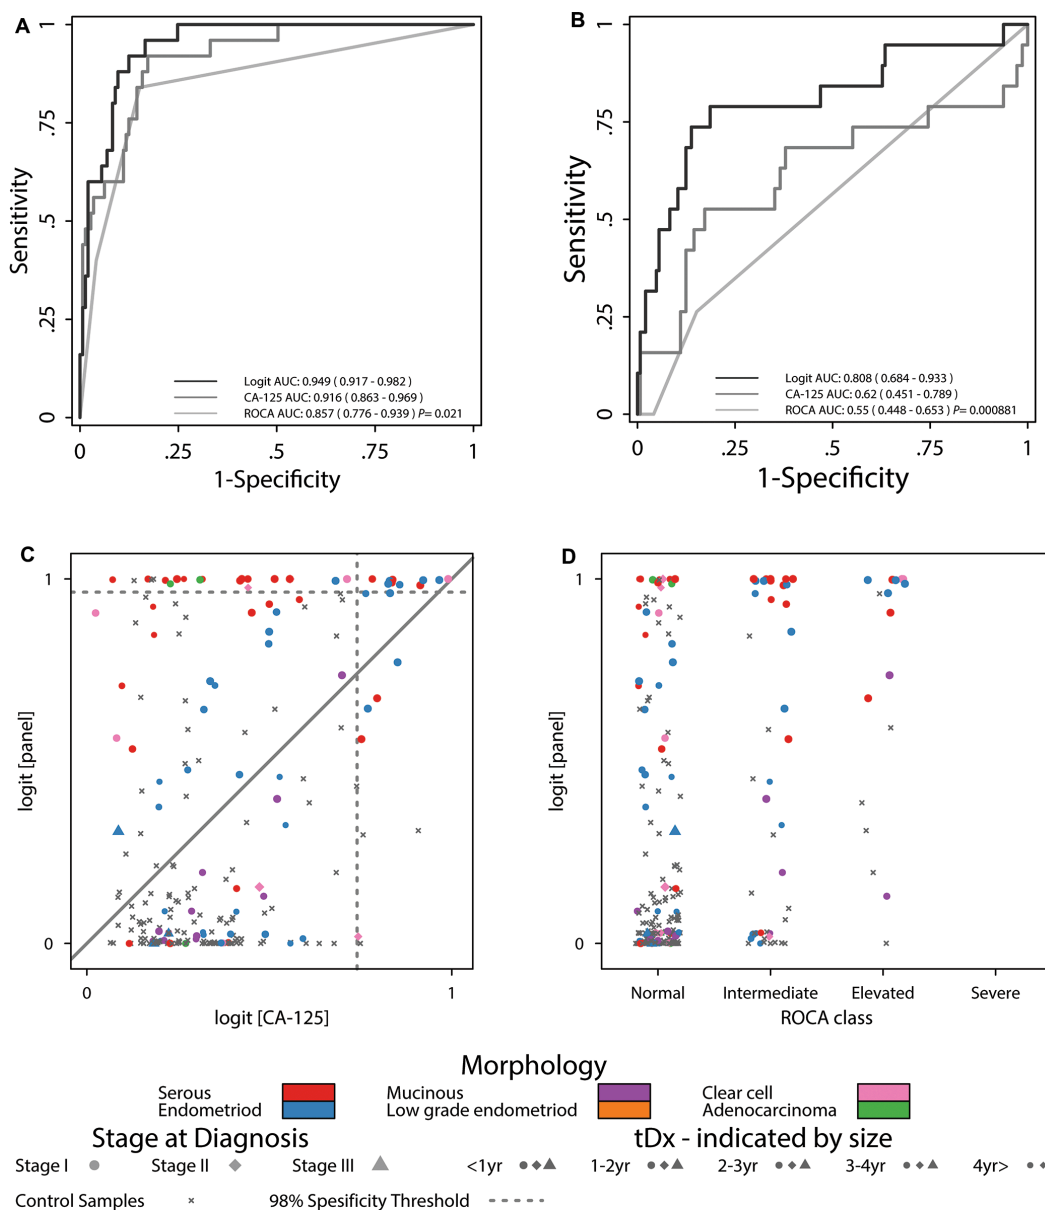 A
1
.75
.5
.25
0
Sensitivity
Logit AUC: 0.949 ( 0.917 - 0.982 )
CA-125 AUC: 0.916 ( 0.863 - 0.969 )
ROCA AUC: 0.857 ( 0.776 - 0.939 ) P= 0.021
0
.25
.5
.75
1
1-Specificity
B
1
.75
.5
.25
0
Sensitivity
Logit AUC: 0.808 ( 0.684 - 0.933 )
CA-125 AUC: 0.62 ( 0.451 - 0.789 )
ROCA AUC: 0.55 ( 0.448 - 0.653 ) P= 0.000881
0
.25
.5
.75
1
1-Specificity
C
1
0
logit [panel]
0
1
logit [CA-125]
D
1
0
logit [panel]
Normal
Intermediate
Elevated
Severe
ROCA class
Morphology
Serous
Mucinous
Clear cell
Endometriod
Low grade endometriod
Adenocarcinoma
Stage at Diagnosis
tDx - indicated by size
Stage I
Stage II
Stage III
<1yr
1-2yr
2-3yr
3-4yr
4yr>
Control Samples
98% Spesificity Threshold